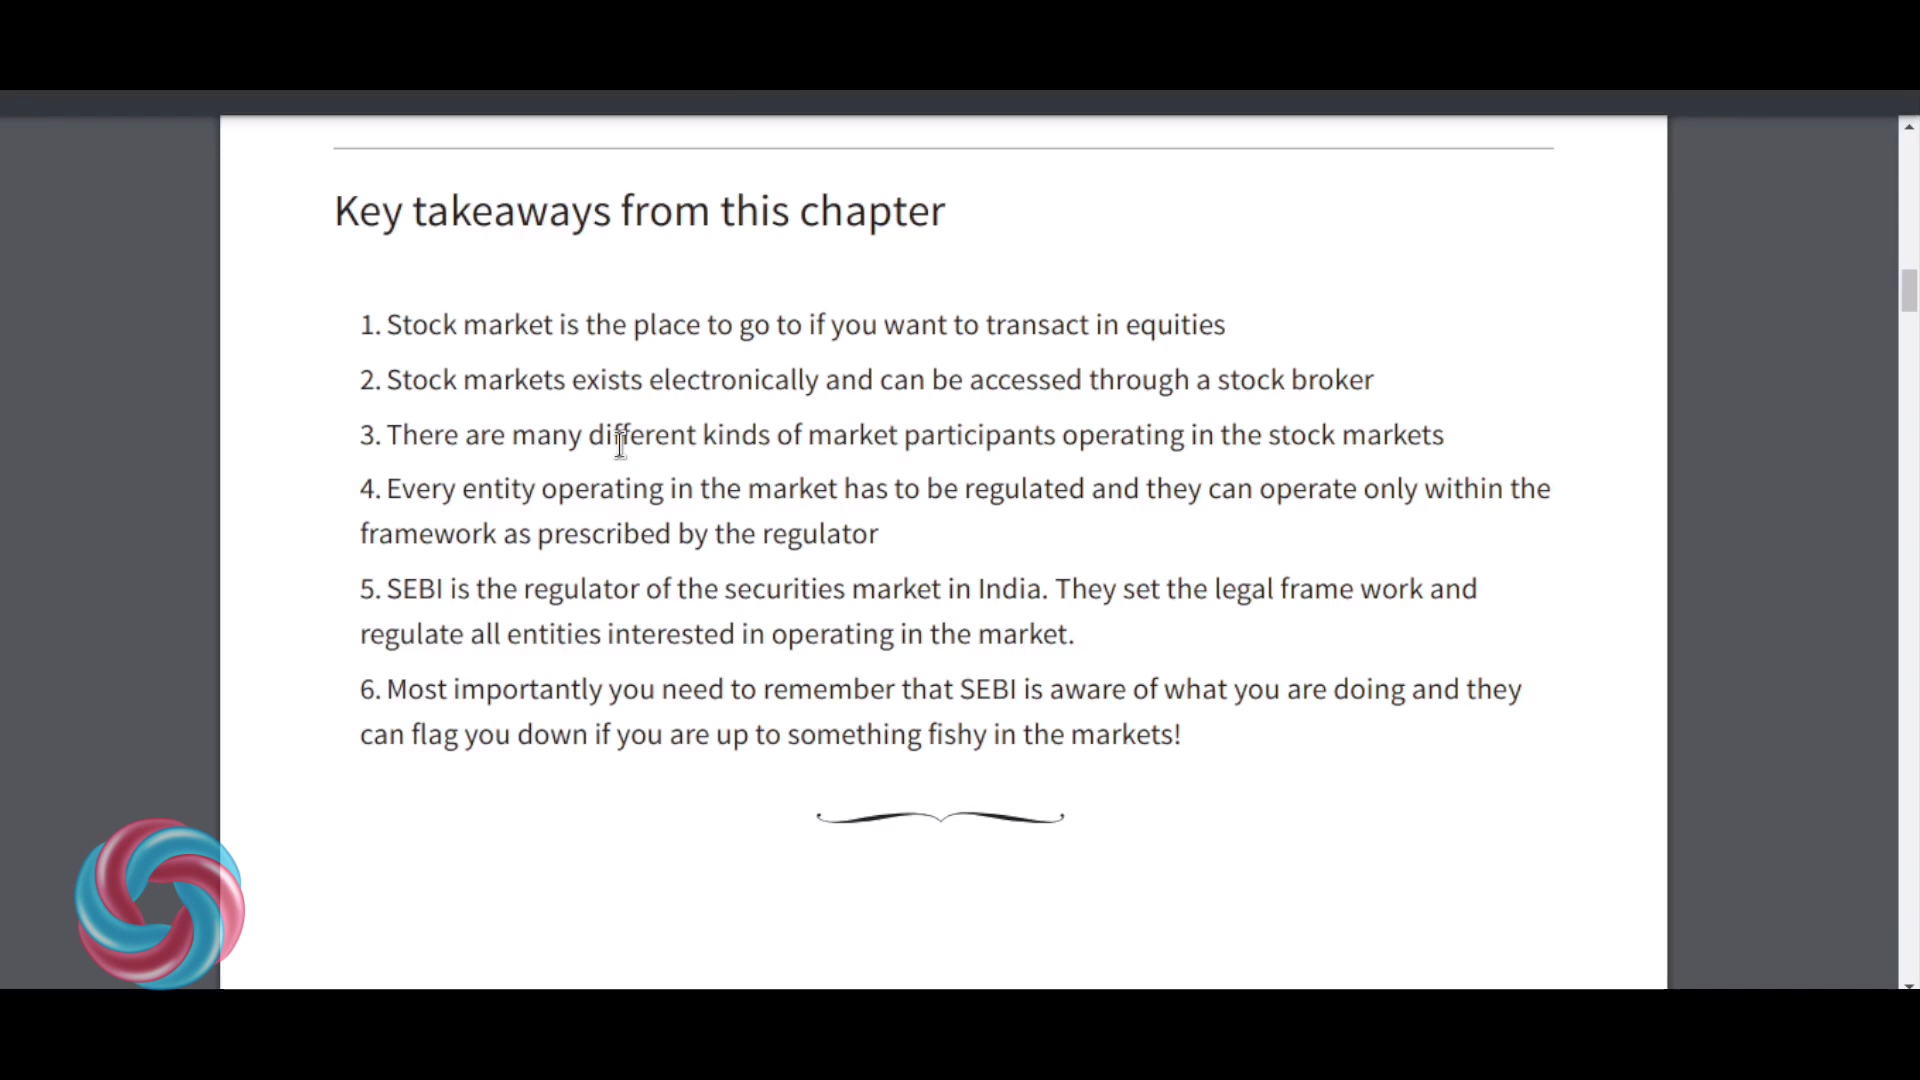 Key takeaways from this chapter
1. Stock market is the place to go to if you want to transact in equities
2. Stock markets exists electronically and can be accessed through a stock broker
3. There are many different kinds of market participants operating in the stock markets
4. Every entity operating in the market has to be regulated and they can operate only within the
framework as prescribed by the regulator
5. SEBI is the regulator of the securities market in India. They set the legal frame work and
regulate all entities interested in operating in the market.
6. Most importantly you need to remember that SEBI is aware of what you are doing and they
can flag you down if you are up to something fishy in the markets!